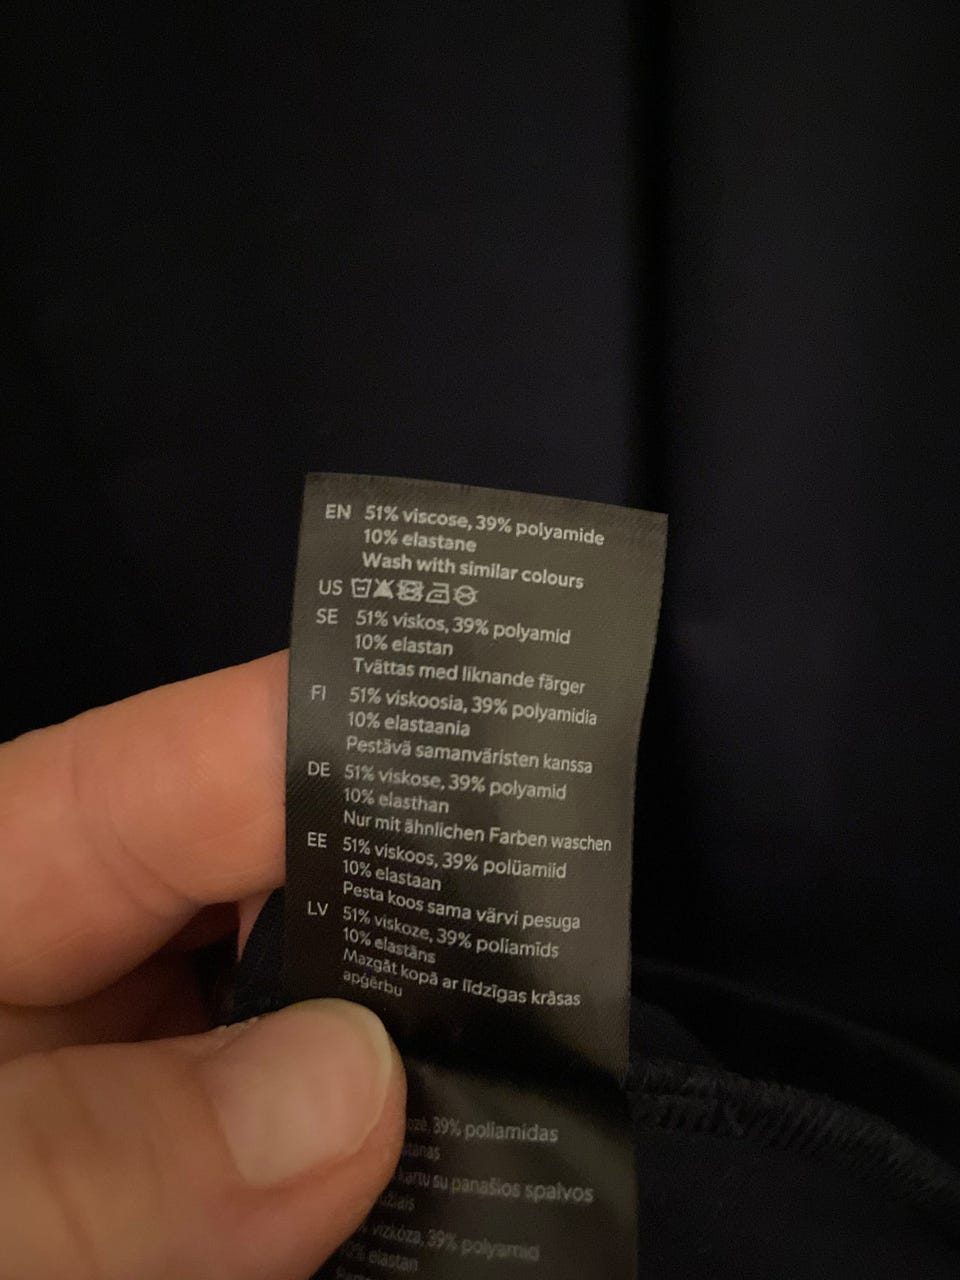 EN 51% viscose, 39% polyamide
10% elastane
Wash with similar colours
US
SE 51% viskos, 39% polyamid
10% elastan
Tvättas med liknande färger
FI 51% viskoosia, 39% polyamidia
10% elastaania
Pestävä samanväristen kanssa
DE 51% viskose, 39% polyamid
10% elasthan
Nur mit ähnlichen Farben waschen
EE 51% viskoos, 39% polüamiid
10% elastaan
Pesta koos sama värvi pesuga
LV 51% viskoze, 39% poliamīds
10% elastāns
Mazgāt kopā ar līdzīgas krāsas
apģērbu
39% poliamidas
kartu su panašios spalvos
vizkóza, 39% polyamid
10% elastan